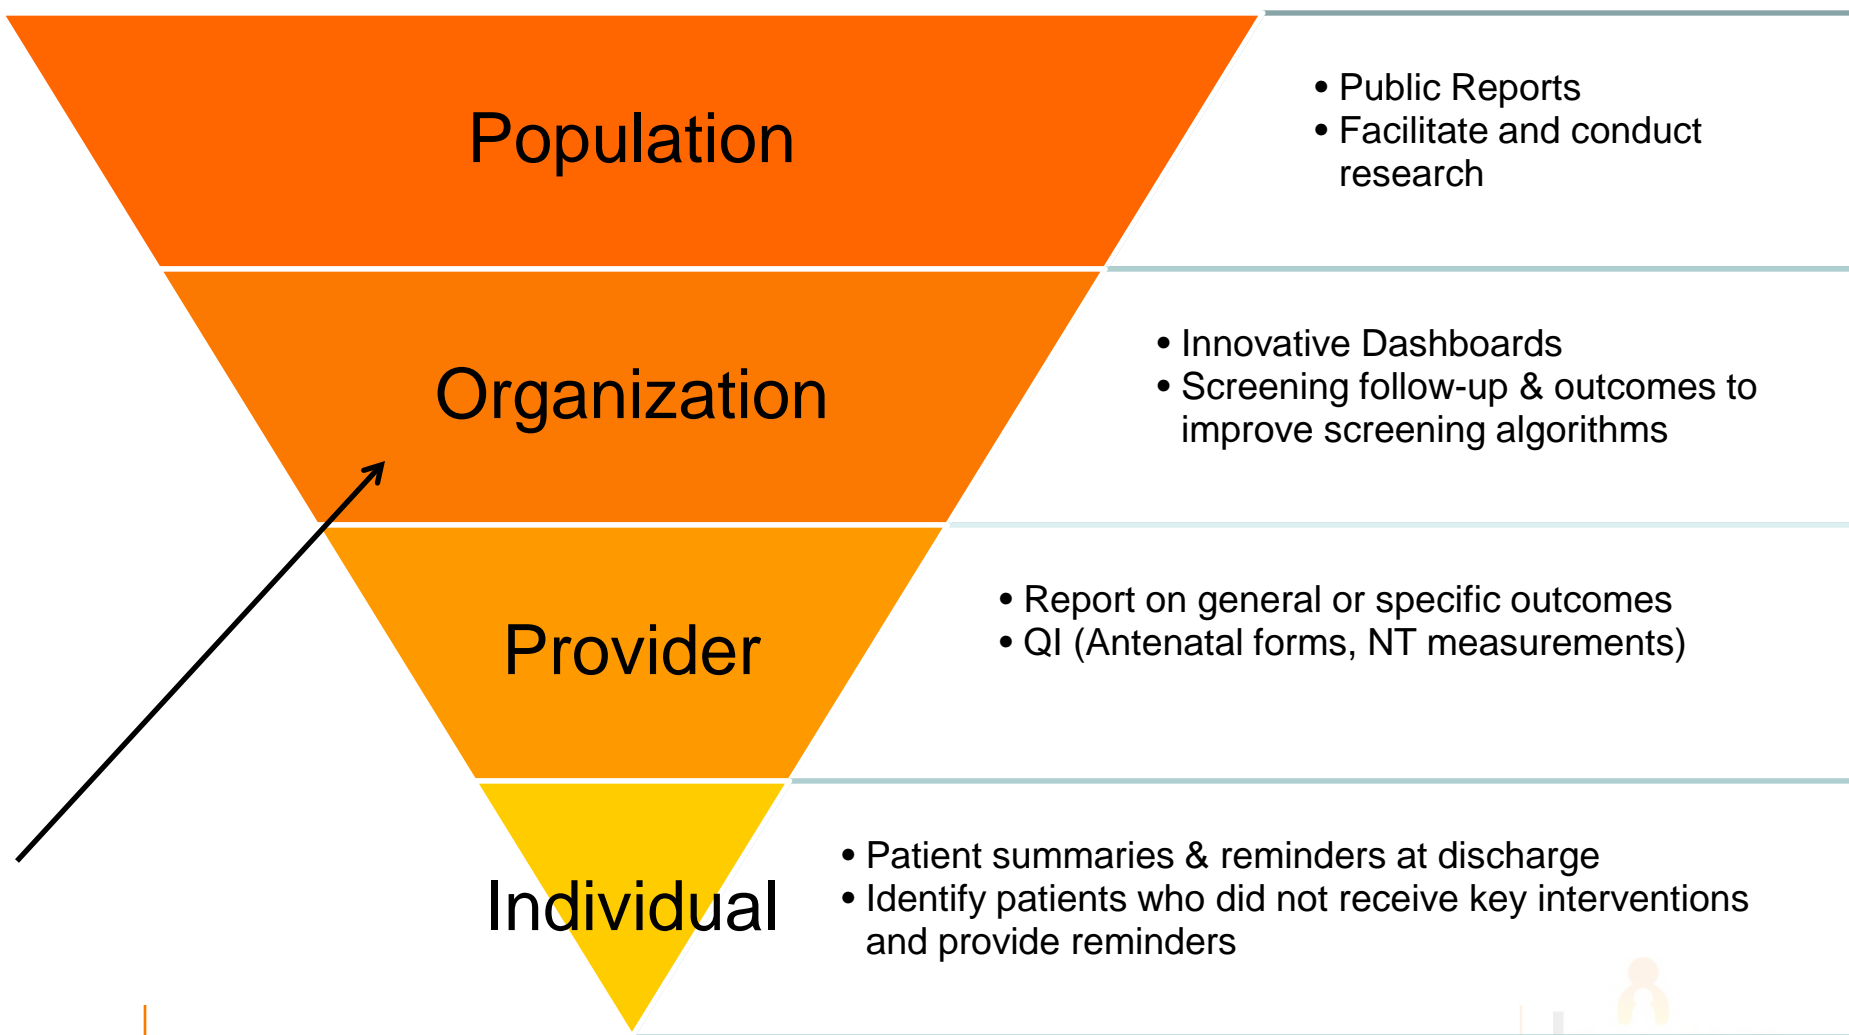 Population
• Public Reports
• Facilitate and conduct
research
Organization
• Innovative Dashboards
• Screening follow-up & outcomes to
improve screening algorithms
Provider
• Report on general or specific outcomes
• QI (Antenatal forms, NT measurements)
Individual
• Patient summaries & reminders at discharge
• Identify patients who did not receive key interventions
and provide reminders